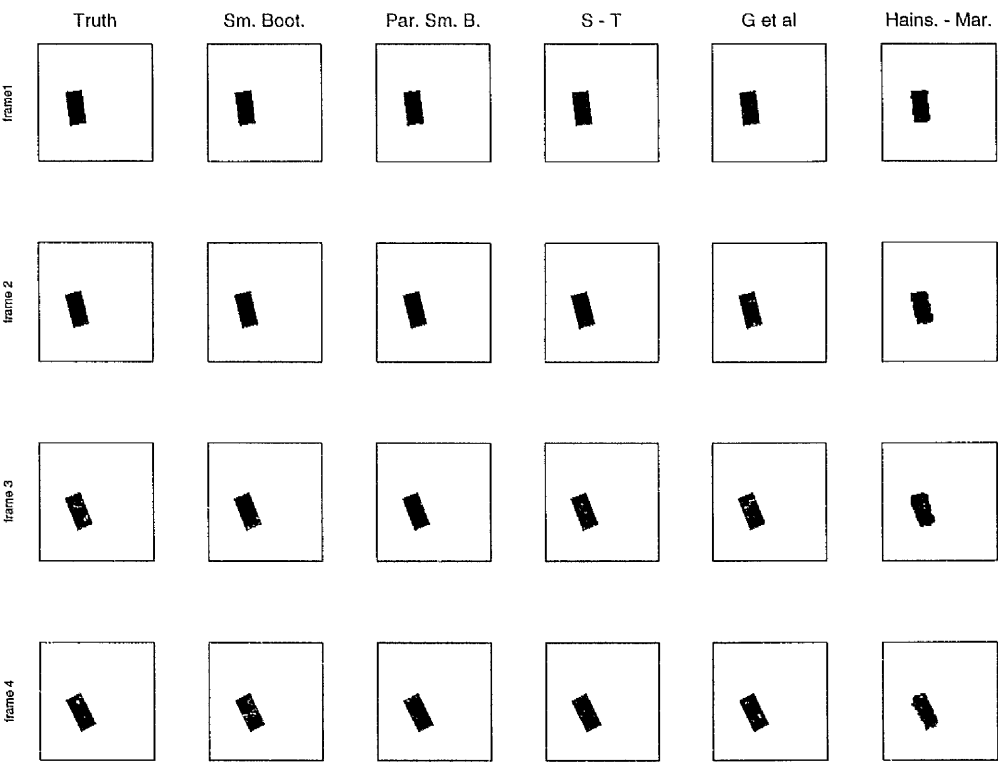 Truth Sm. Boot. Par. Sm. B. S - T G et al Hains. - Mar.
frame1
frame 2
frame 3
frame 4